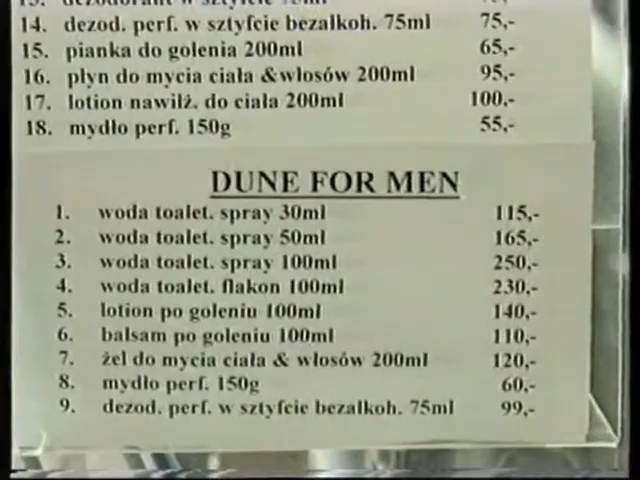 13. dezodorant w sztyfcie 75ml
14. dezod. perf. w sztyfcie bezalkoh. 75ml 75,-
15. pianka do golenia 200ml 65,-
16. płyn do mycia ciała &włosów 200ml 95,-
17. lotion nawilż. do ciała 200ml 100,-
18. mydło perf. 150g 55,-
DUNE FOR MEN
1. woda toalet. spray 30ml 115,-
2. woda toalet. spray 50ml 165,-
3. woda toalet. spray 100ml 250,-
4. woda toalet. flakon 100ml 230,-
5. lotion po goleniu 100ml 140,-
6. balsam po goleniu 100ml 110,-
7. żel do mycia ciała & włosów 200ml 120,-
8. mydło perf. 150g 60,-
9. dezod. perf. w sztyfcie bezalkoh. 75ml 99,-